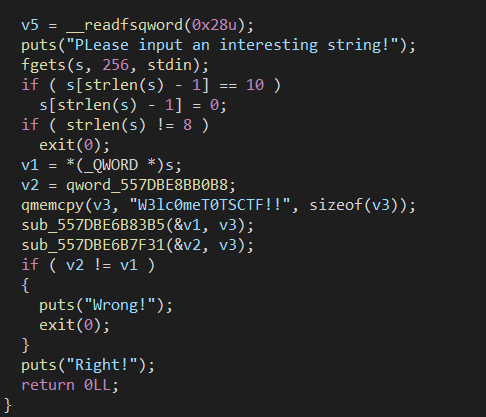 v5 = __readfsqword(0x28u);
puts("PLease input an interesting string!");
fgets(s, 256, stdin);
if ( s[strlen(s) - 1] == 10 )
s[strlen(s) - 1] = 0;
if ( strlen(s) != 8 )
exit(0);
v1 = *(_QWORD *)s;
v2 = qword_557DBE8BB0B8;
qmemcpy(v3, "W3lc0meT0TSCTF!!", sizeof(v3));
sub_557DBE6B83B5(&v1, v3);
sub_557DBE6B7F31(&v2, v3);
if ( v2 != v1 )
{
puts("Wrong!");
exit(0);
}
puts("Right!");
return 0LL;
}